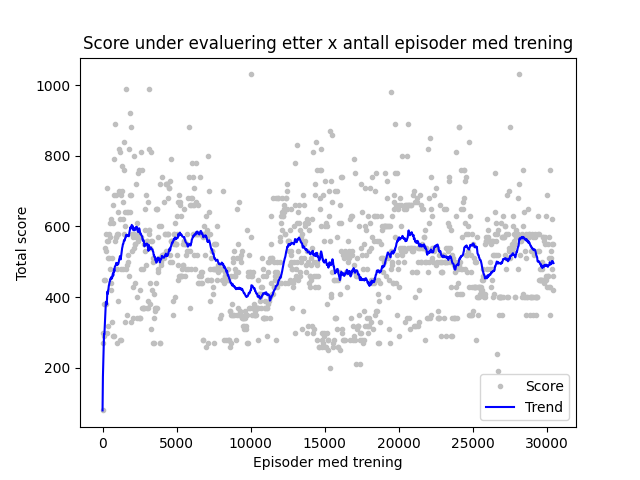 Score under evaluering etter x antall episoder med trening
1000
800
600
400
200
Total score
0
5000
10000
15000
20000
25000
30000
Episoder med trening
Score
Trend